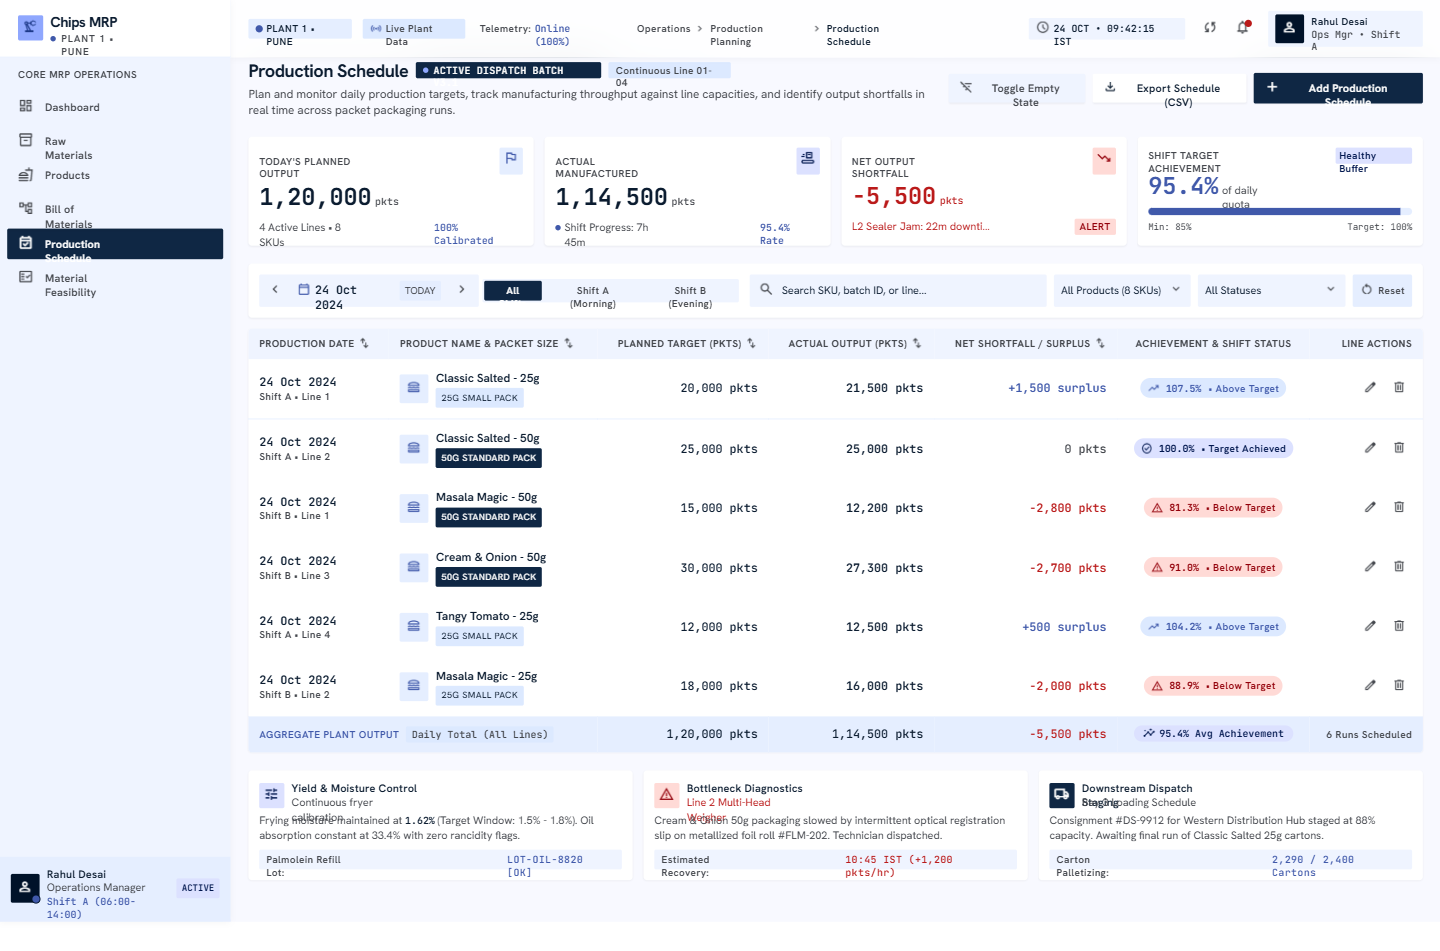 Chips MRP
PLANT 1 •
PUNE
CORE MRP OPERATIONS
Dashboard
Raw
Materials
Products
Bill of
Materials
Production
Schedule
Material
Feasibility
Rahul Desai
Operations Manager
Shift A (06:00-
14:00)
ACTIVE
PLANT 1 •
PUNE
Live Plant
Data
Telemetry: Online
(100%)
Operations
Production
Planning
Production
Schedule
24 OCT • 09:42:15
IST
Rahul Desai
Ops Mgr • Shift
A
Production Schedule
ACTIVE DISPATCH BATCH
Continuous Line 01-
04
Plan and monitor daily production targets, track manufacturing throughput against line capacities, and identify output shortfalls in
real time across packet packaging runs.
Toggle Empty
State
Export Schedule
(CSV)
Add Production
Schedule
TODAY'S PLANNED
OUTPUT
1,20,000 pkts
4 Active Lines • 8
SKUs
100%
Calibrated
ACTUAL
MANUFACTURED
1,14,500 pkts
Shift Progress: 7h
45m
95.4%
Rate
NET OUTPUT
SHORTFALL
-5,500 pkts
L2 Sealer Jam: 22m downti...
ALERT
SHIFT TARGET
ACHIEVEMENT
Healthy
Buffer
95.4% of daily
quota
Min: 85%
Target: 100%
24 Oct
2024
TODAY
All
Shift A
(Morning)
Shift B
(Evening)
Search SKU, batch ID, or line...
All Products (8 SKUs)
All Statuses
Reset
PRODUCTION DATE PRODUCT NAME & PACKET SIZE PLANNED TARGET (PKTS) ACTUAL OUTPUT (PKTS) NET SHORTFALL / SURPLUS ACHIEVEMENT & SHIFT STATUS LINE ACTIONS
24 Oct 2024
Shift A • Line 1
Classic Salted - 25g
25G SMALL PACK
20,000 pkts
21,500 pkts
+1,500 surplus
107.5% • Above Target
24 Oct 2024
Shift A • Line 2
Classic Salted - 50g
50G STANDARD PACK
25,000 pkts
25,000 pkts
0 pkts
100.0% • Target Achieved
24 Oct 2024
Shift B • Line 1
Masala Magic - 50g
50G STANDARD PACK
15,000 pkts
12,200 pkts
-2,800 pkts
81.3% • Below Target
24 Oct 2024
Shift B • Line 3
Cream & Onion - 50g
50G STANDARD PACK
30,000 pkts
27,300 pkts
-2,700 pkts
91.0% • Below Target
24 Oct 2024
Shift A • Line 4
Tangy Tomato - 25g
25G SMALL PACK
12,000 pkts
12,500 pkts
+500 surplus
104.2% • Above Target
24 Oct 2024
Shift B • Line 2
Masala Magic - 25g
25G SMALL PACK
18,000 pkts
16,000 pkts
-2,000 pkts
88.9% • Below Target
AGGREGATE PLANT OUTPUT Daily Total (All Lines) 1,20,000 pkts 1,14,500 pkts -5,500 pkts 95.4% Avg Achievement 6 Runs Scheduled
Yield & Moisture Control
Continuous fryer
calibration
Frying moisture maintained at 1.62% (Target Window: 1.5% - 1.8%). Oil
absorption constant at 33.4% with zero rancidity flags.
Palmolein Refill
Lot:
LOT-OIL-8820
[OK]
Bottleneck Diagnostics
Line 2 Multi-Head
Weigher
Cream & Onion 50g packaging slowed by intermittent optical registration
slip on metallized foil roll #FLM-202. Technician dispatched.
Estimated
Recovery:
10:45 IST (+1,200
pkts/hr)
Downstream Dispatch
Staging
Loading Schedule
Consignment #DS-9912 for Western Distribution Hub staged at 88%
capacity. Awaiting final run of Classic Salted 25g cartons.
Carton
Palletizing:
2,290 / 2,400
Cartons